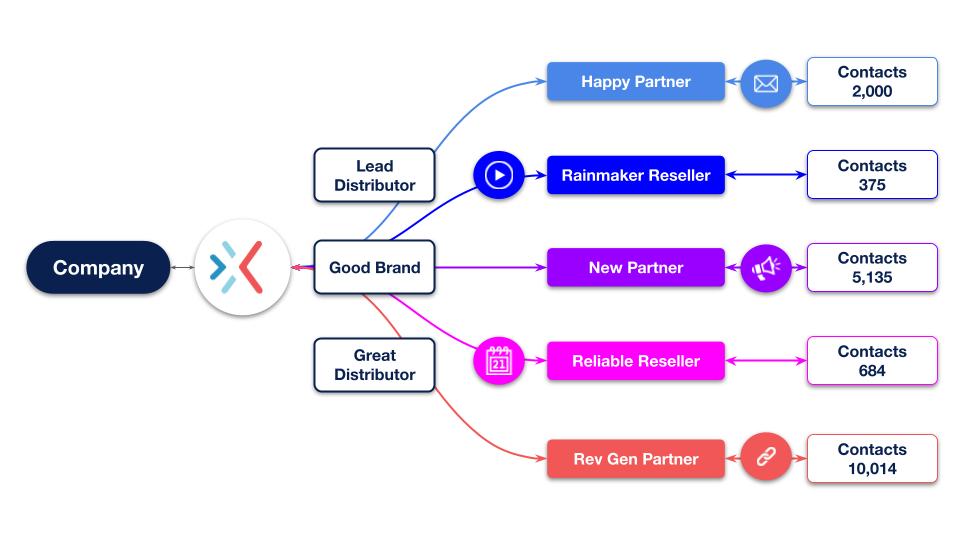 Happy Partner
Contacts
2,000
Lead
Distributor
Rainmaker Reseller
Contacts
375
Company
Good Brand
New Partner
Contacts
5,135
Great
Distributor
21
Reliable Reseller
Contacts
684
Rev Gen Partner
Contacts
10,014